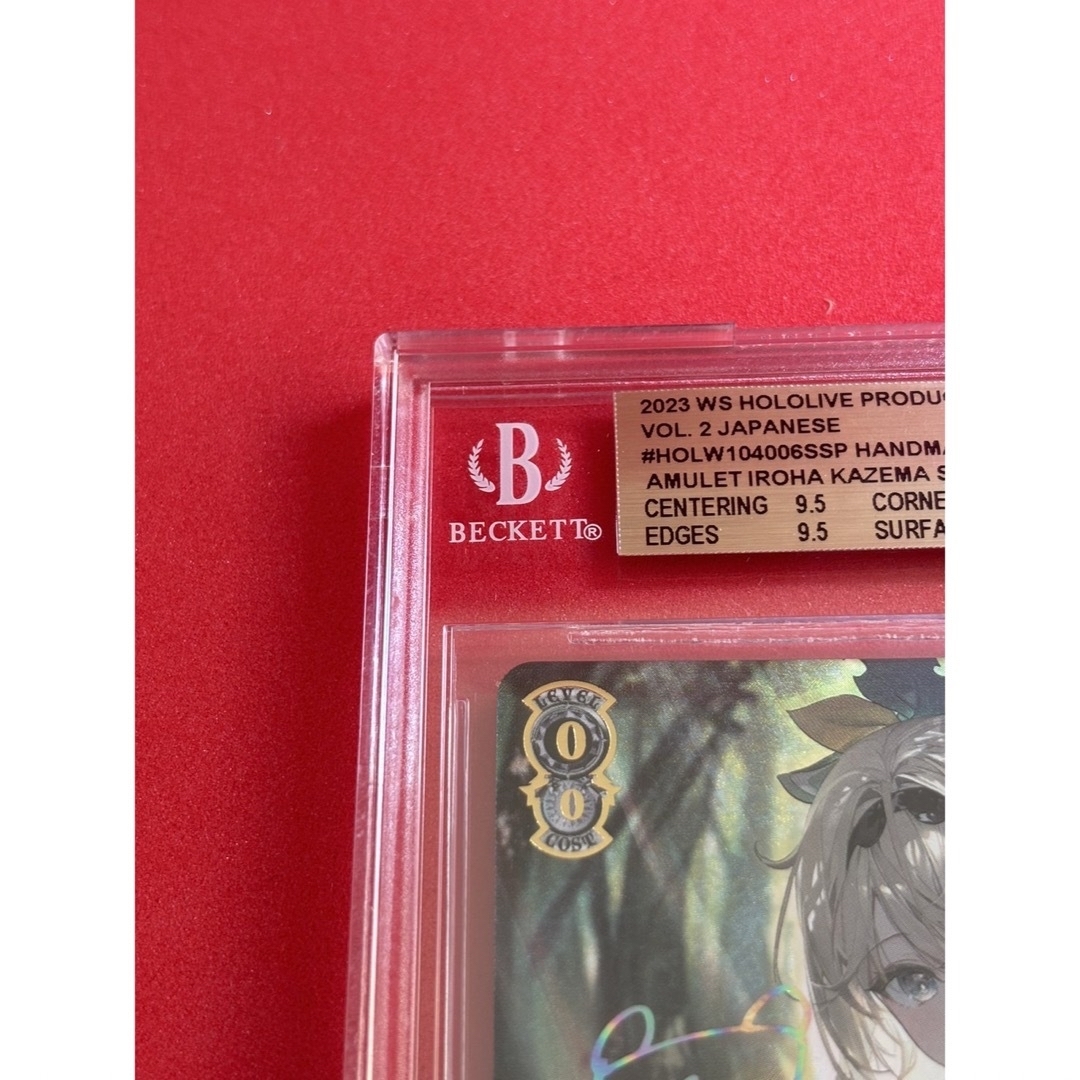 B
BECKETT®
2023 WS HOLOLIVE PRODU
VOL. 2 JAPANESE
#HOLW104006SSP HANDMA
AMULET IROHA KAZEMA S
CENTERING 9.5 CORNE
EDGES 9.5 SURFA
LEVEL
0
0
COST